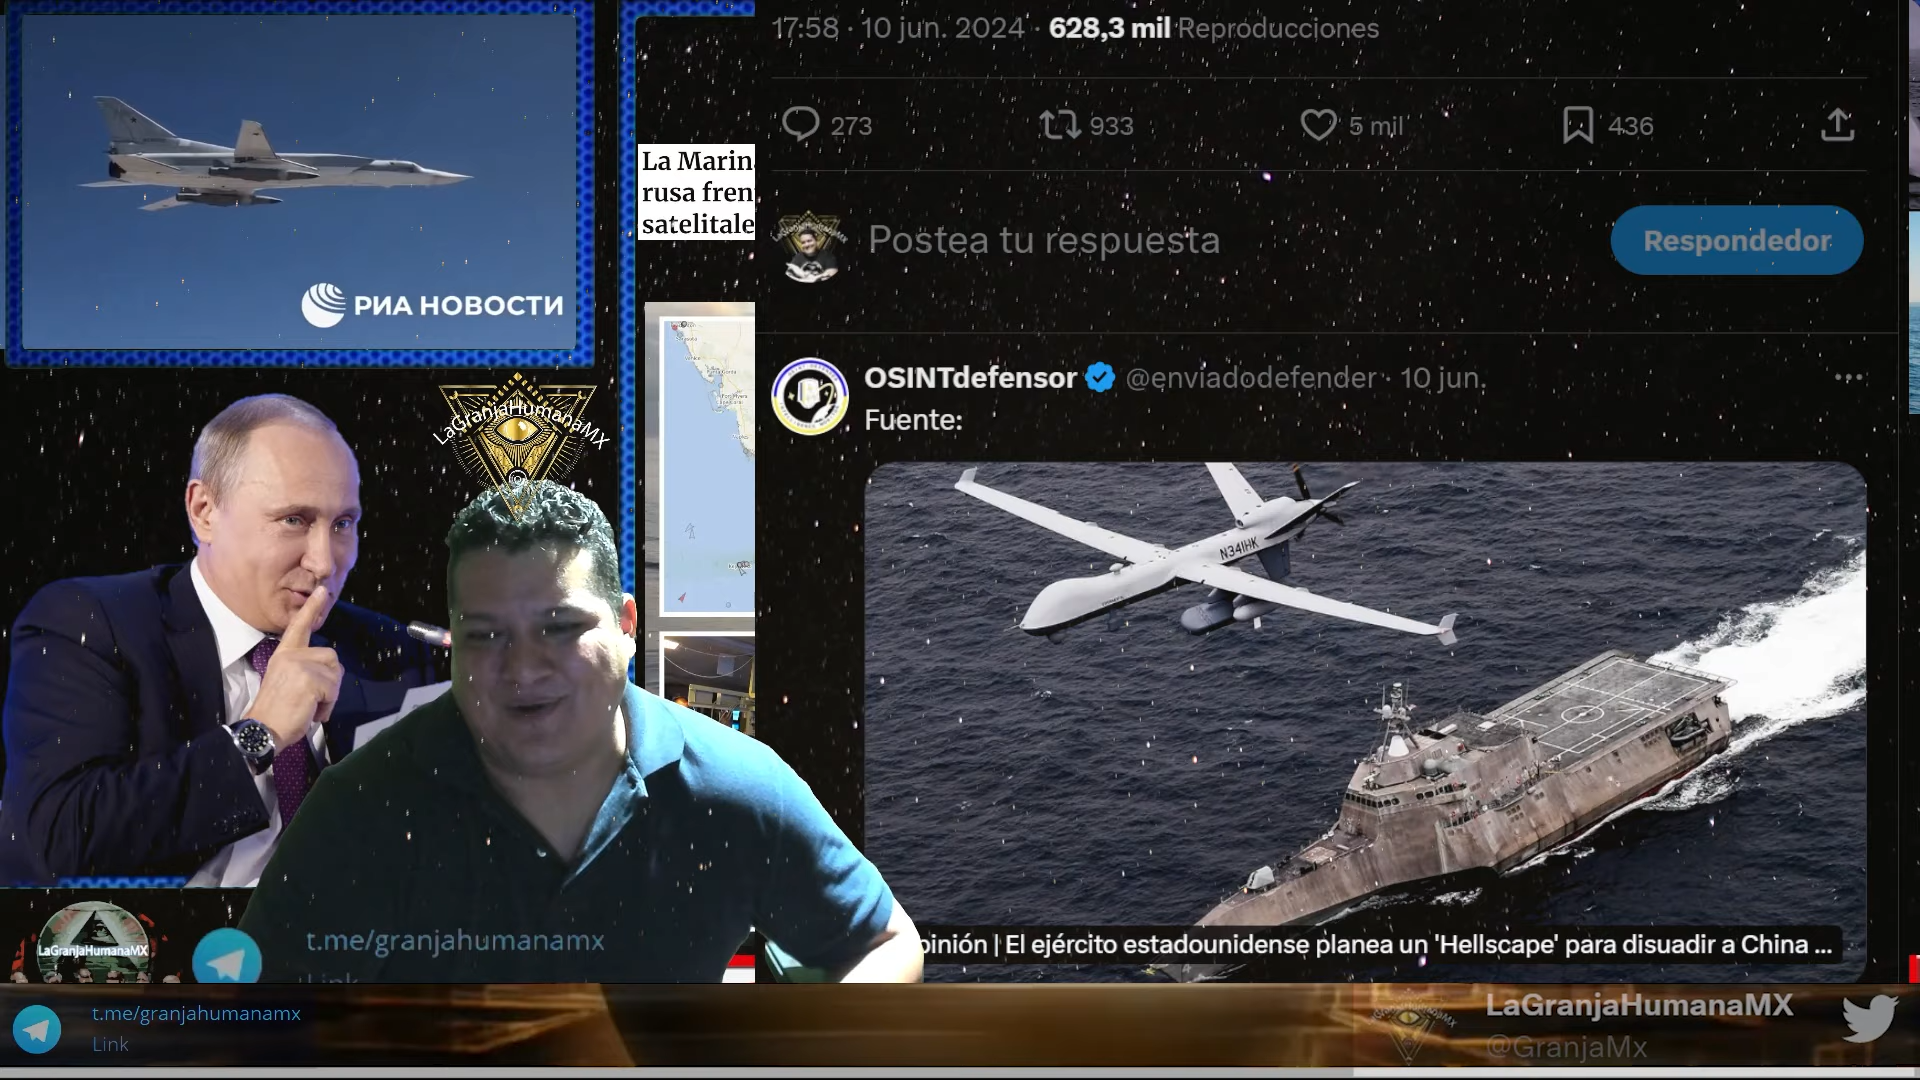 17:58 · 10 jun. 2024 · 628,3 mil Reproducciones
273
933
5 mil
436
La Marin
rusa fren
satelitale
Postea tu respuesta
Respondedor
РИА НОВОСТИ
OSINTdefensor @enviadodefender · 10 jun.
Fuente:
LaGranjaHumanaMX
N341HK
pinión | El ejército estadounidense planea un 'Hellscape' para disuadir a China ...
LaGranjaHumanaMX
t.me/granjahumanamx
Link
t.me/granjahumanamx
Link
LaGranjaHumanaMX
@GranjaMx